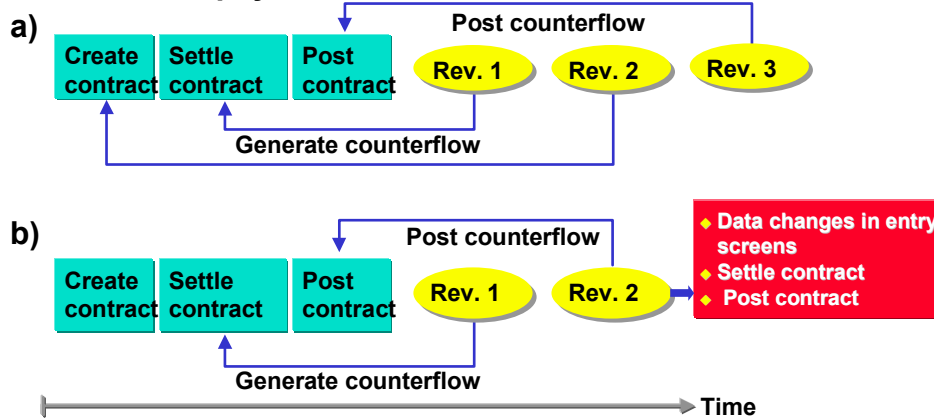 a)
Post counterflow
Create
contract
Settle
contract
Post
contract
Rev. 1
Rev. 2
Rev. 3
Generate counterflow
b)
Post counterflow
Create
contract
Settle
contract
Post
contract
Rev. 1
Rev. 2
Data changes in entry
screens
Settle contract
Post contract
Generate counterflow
Time